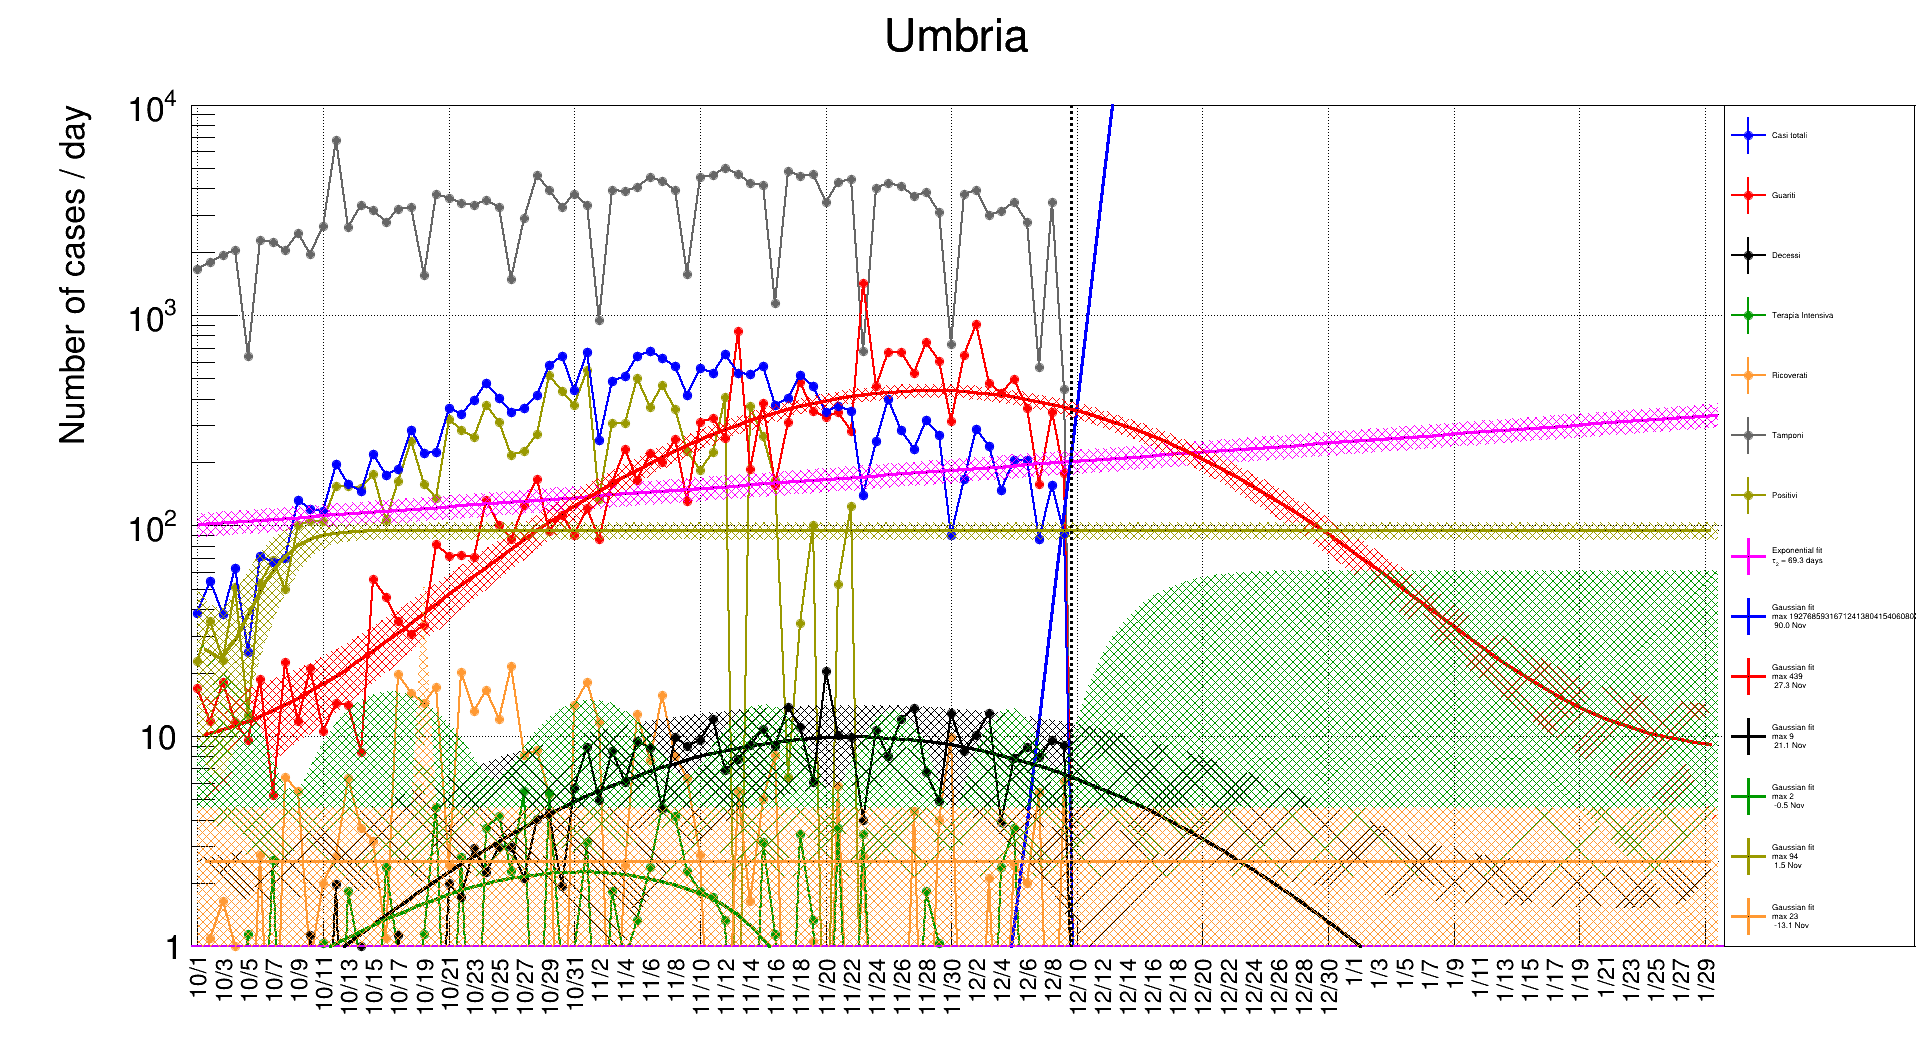 Umbria
Number of cases / day
10^4
10^3
10^2
10
1
10/1 10/3 10/5 10/7 10/9 10/11 10/13 10/15 10/17 10/19 10/21 10/23 10/25 10/27 10/29 10/31 11/2 11/4 11/6 11/8 11/10 11/12 11/14 11/16 11/18 11/20 11/22 11/24 11/26 11/28 11/30 12/2 12/4 12/6 12/8 12/10 12/12 12/14 12/16 12/18 12/20 12/22 12/24 12/26 12/28 12/30 1/1 1/3 1/5 1/7 1/9 1/11 1/13 1/15 1/17 1/19 1/21 1/23 1/25 1/27 1/29
Casi totali
Guariti
Decessi
Terapia Intensiva
Ricoverati
Tamponi
Positivi
Exponential fit
τ₂ = 69.3 days
Gaussian fit
max
90.0 Nov
Gaussian fit
max 439
27.3 Nov
Gaussian fit
max 9
21.1 Nov
Gaussian fit
max 2
-0.5 Nov
Gaussian fit
max 94
1.5 Nov
Gaussian fit
max 23
-13.1 Nov